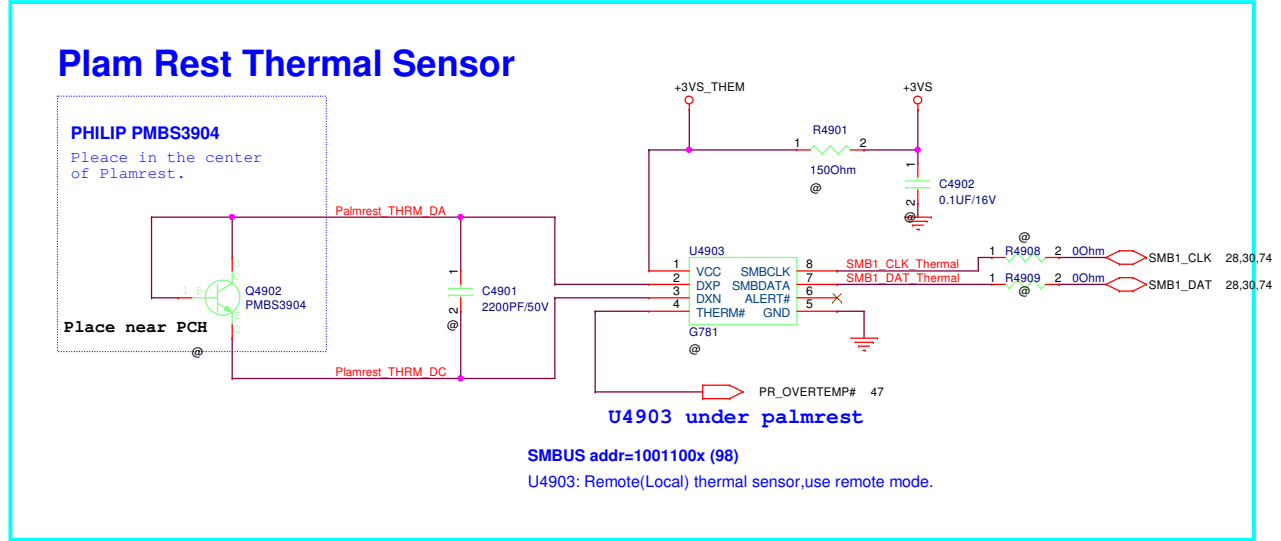 Plam Rest Thermal Sensor
PHILIP PMBS3904
Pleace in the center
of Plamrest.
+3VS_THEM
+3VS
R4901
1 2
150Ohm
@
1
C4902
0.1UF/16V
2
@
Palmrest_THRM_DA
3
C
1 B
Q4902
PMBS3904
E
2
Place near PCH
@
1
C4901
2200PF/50V
2
@
Plamrest_THRM_DC
U4903
1 VCC SMBCLK 8
2 DXP SMBDATA 7
3 DXN ALERT# 6
4 THERM# GND 5
G781
@
SMB1_CLK_Thermal
SMB1_DAT_Thermal
@
1 R4908 2 0Ohm
SMB1_CLK 28,30,74
1 R4909 2 0Ohm
@
SMB1_DAT 28,30,74
PR_OVERTEMP# 47
U4903 under palmrest
SMBUS addr=1001100x (98)
U4903: Remote(Local) thermal sensor,use remote mode.